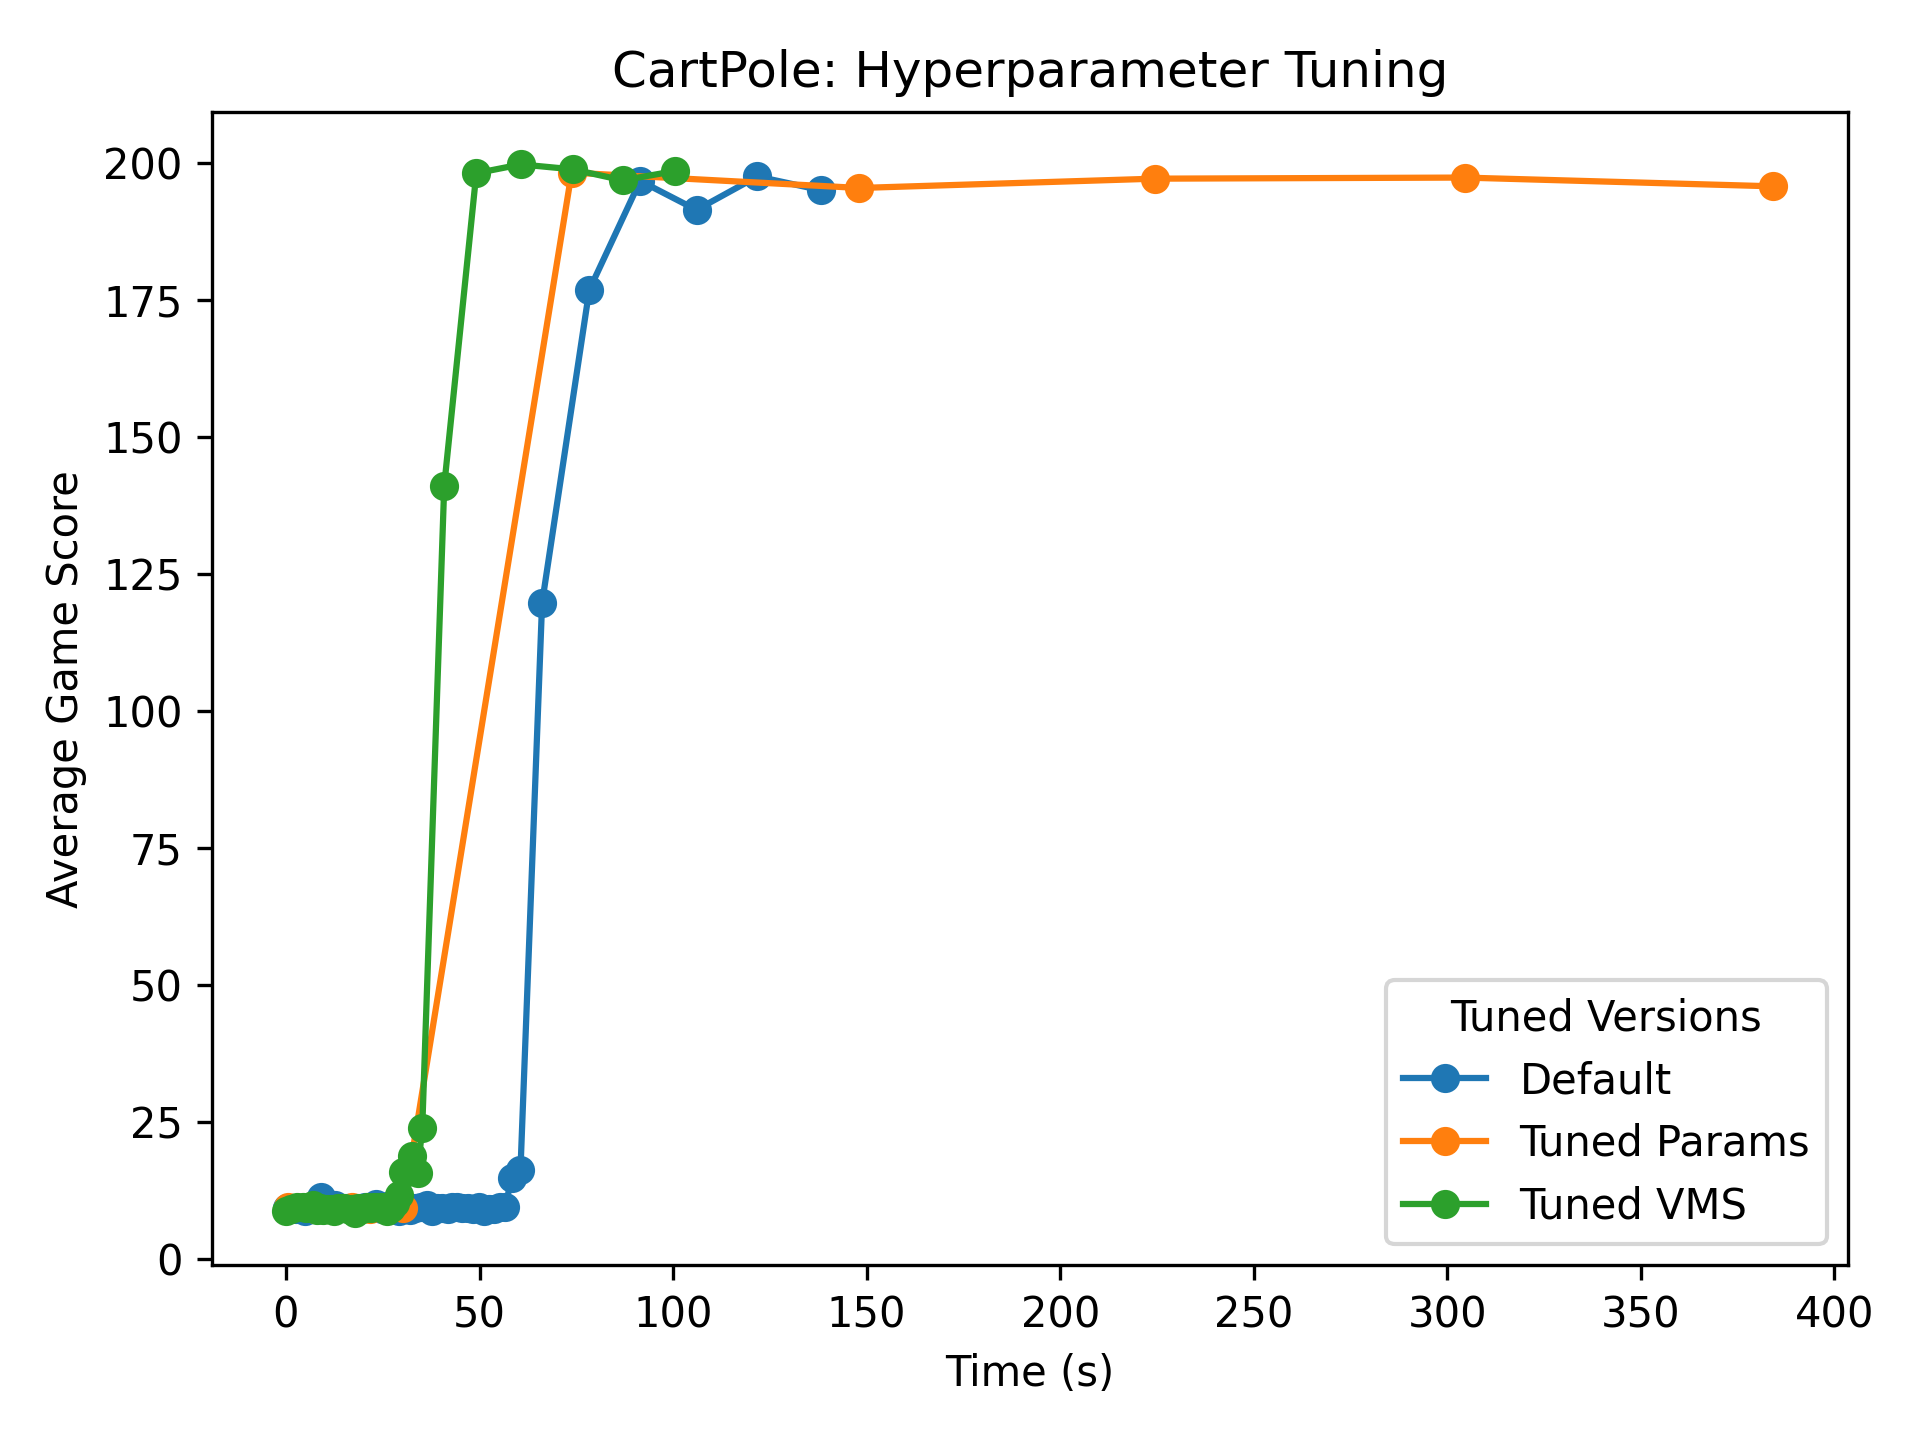 CartPole: Hyperparameter Tuning
Average Game Score
200
175
150
125
100
75
50
25
0
0 50 100 150 200 250 300 350 400
Time (s)
Tuned Versions
Default
Tuned Params
Tuned VMS